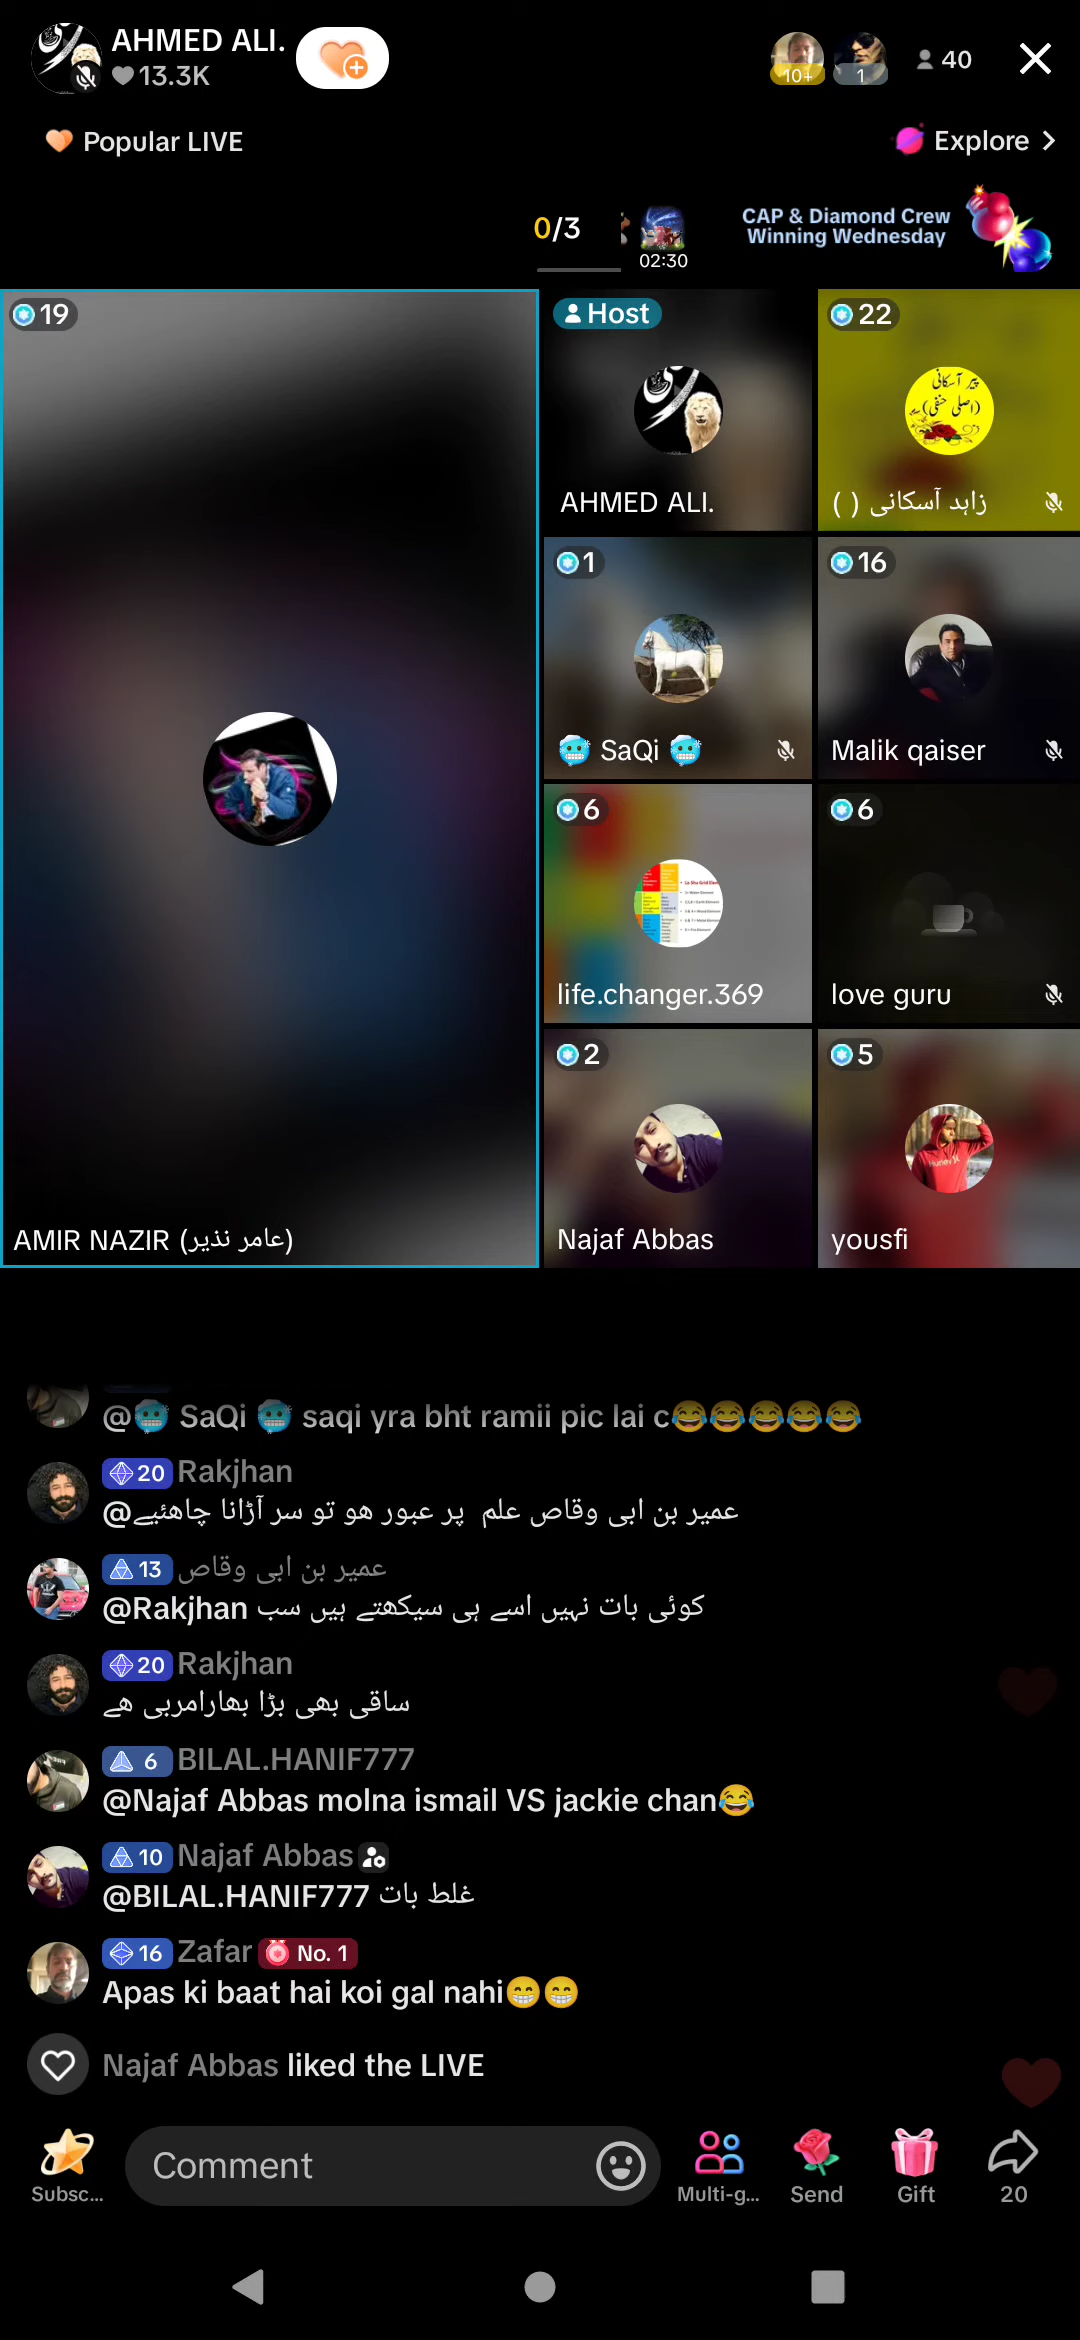 AHMED ALI.
13.3K
10+
1
40
Popular LIVE
Explore
0/3
02:30
CAP & Diamond Crew
Winning Wednesday
19
AMIR NAZIR (عامر نذیر)
Host
AHMED ALI.
22
پیر آسکانی
(اصلی حنفی)
زاہد آسکانی ( )
1
🥶 SaQi 🥶
16
Malik qaiser
6
life.changer.369
6
love guru
2
Najaf Abbas
5
yousfi
@🥶 SaQi 🥶 saqi yra bht ramii pic lai c😂😂😂😂😂
20 Rakjhan
@عمیر بن ابی وقاص علم پر عبور ھو تو سر آڑانا چاھئیے
13 عمیر بن ابی وقاص
@Rakjhan کوئی بات نہیں اسے ہی سیکھتے ہیں سب
20 Rakjhan
ساقی بھی بڑا بھارامربی ھے
6 BILAL.HANIF777
@Najaf Abbas molna ismail VS jackie chan😂
10 Najaf Abbas
@BILAL.HANIF777 غلط بات
16 Zafar No. 1
Apas ki baat hai koi gal nahi😁😁
Najaf Abbas liked the LIVE
Subsc...
Comment
Multi-g...
Send
Gift
20